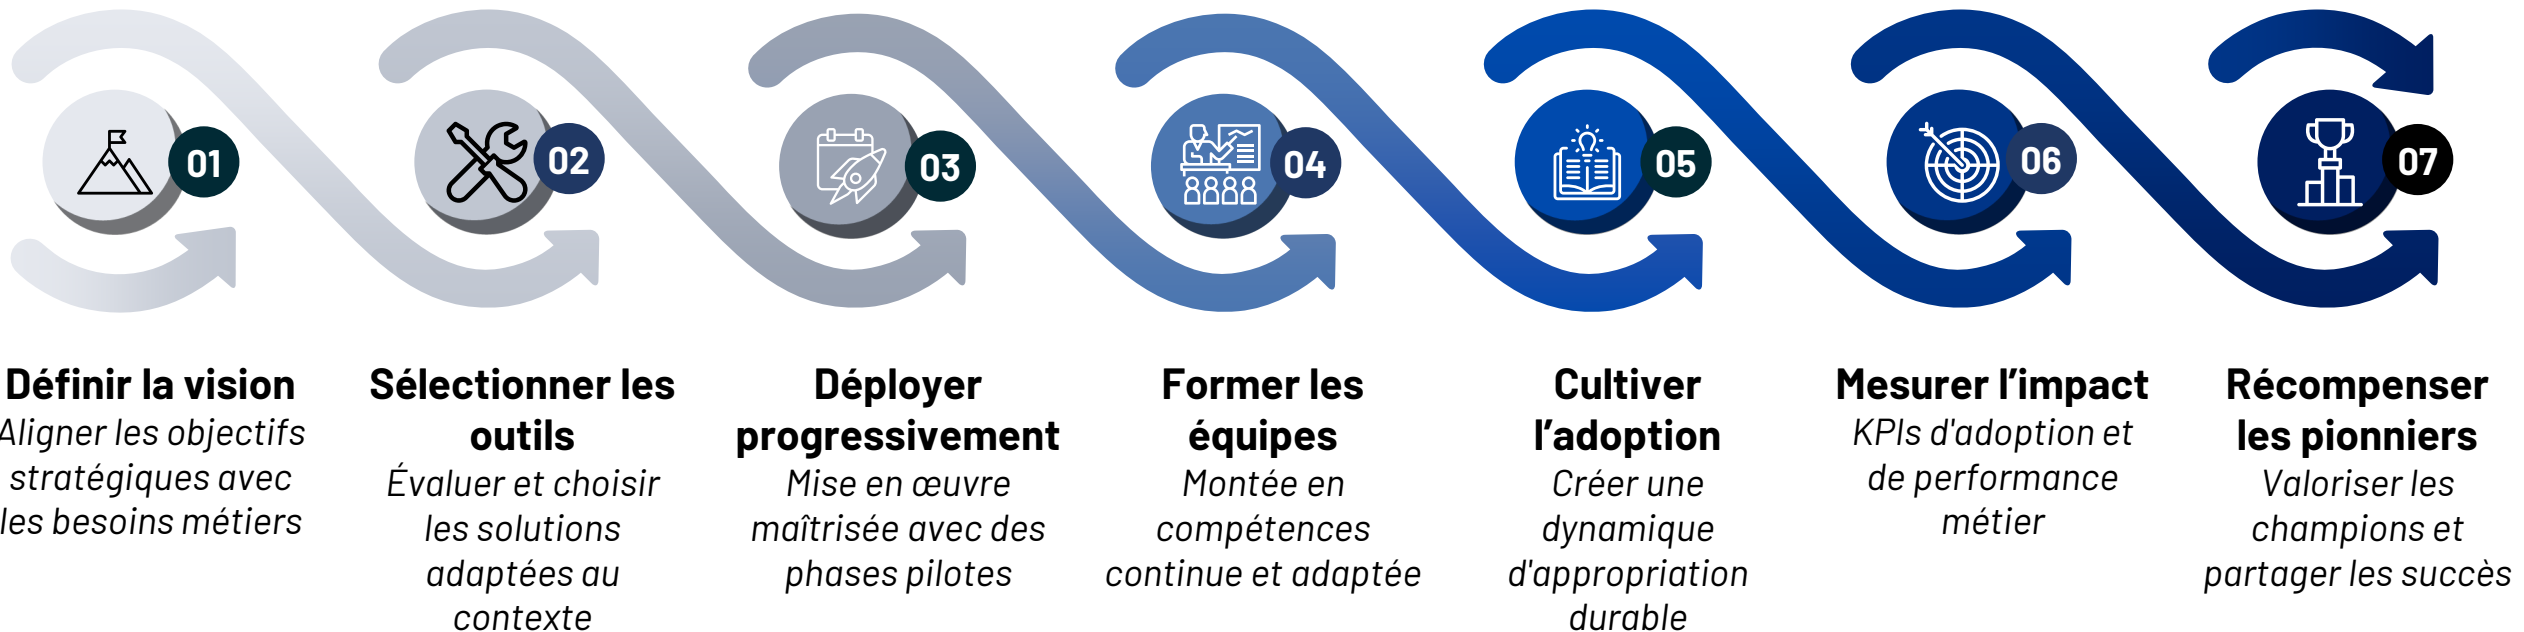 01
Définir la vision
Aligner les objectifs
stratégiques avec
les besoins métiers
02
Sélectionner les
outils
Évaluer et choisir
les solutions
adaptées au
contexte
03
Déployer
progressivement
Mise en œuvre
maîtrisée avec des
phases pilotes
04
Former les
équipes
Montée en
compétences
continue et adaptée
05
Cultiver
l’adoption
Créer une
dynamique
d'appropriation
durable
06
Mesurer l’impact
KPIs d'adoption et
de performance
métier
07
Récompenser
les pionniers
Valoriser les
champions et
partager les succès